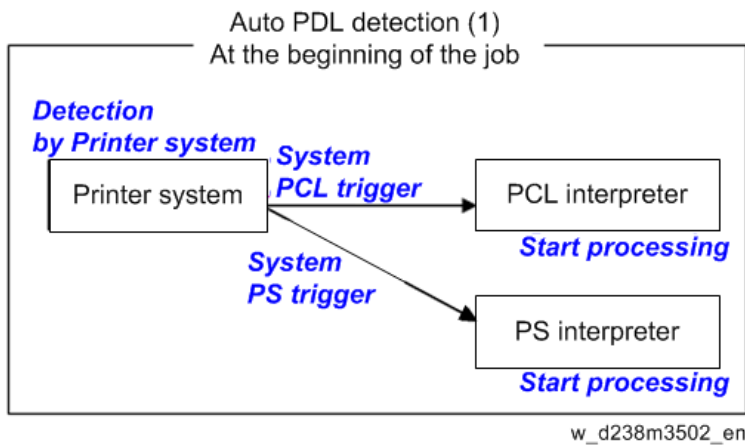 Auto PDL detection (1)
At the beginning of the job
Detection
by Printer system
Printer system
System
PCL trigger
PCL interpreter
Start processing
System
PS trigger
PS interpreter
Start processing
w_d238m3502_en